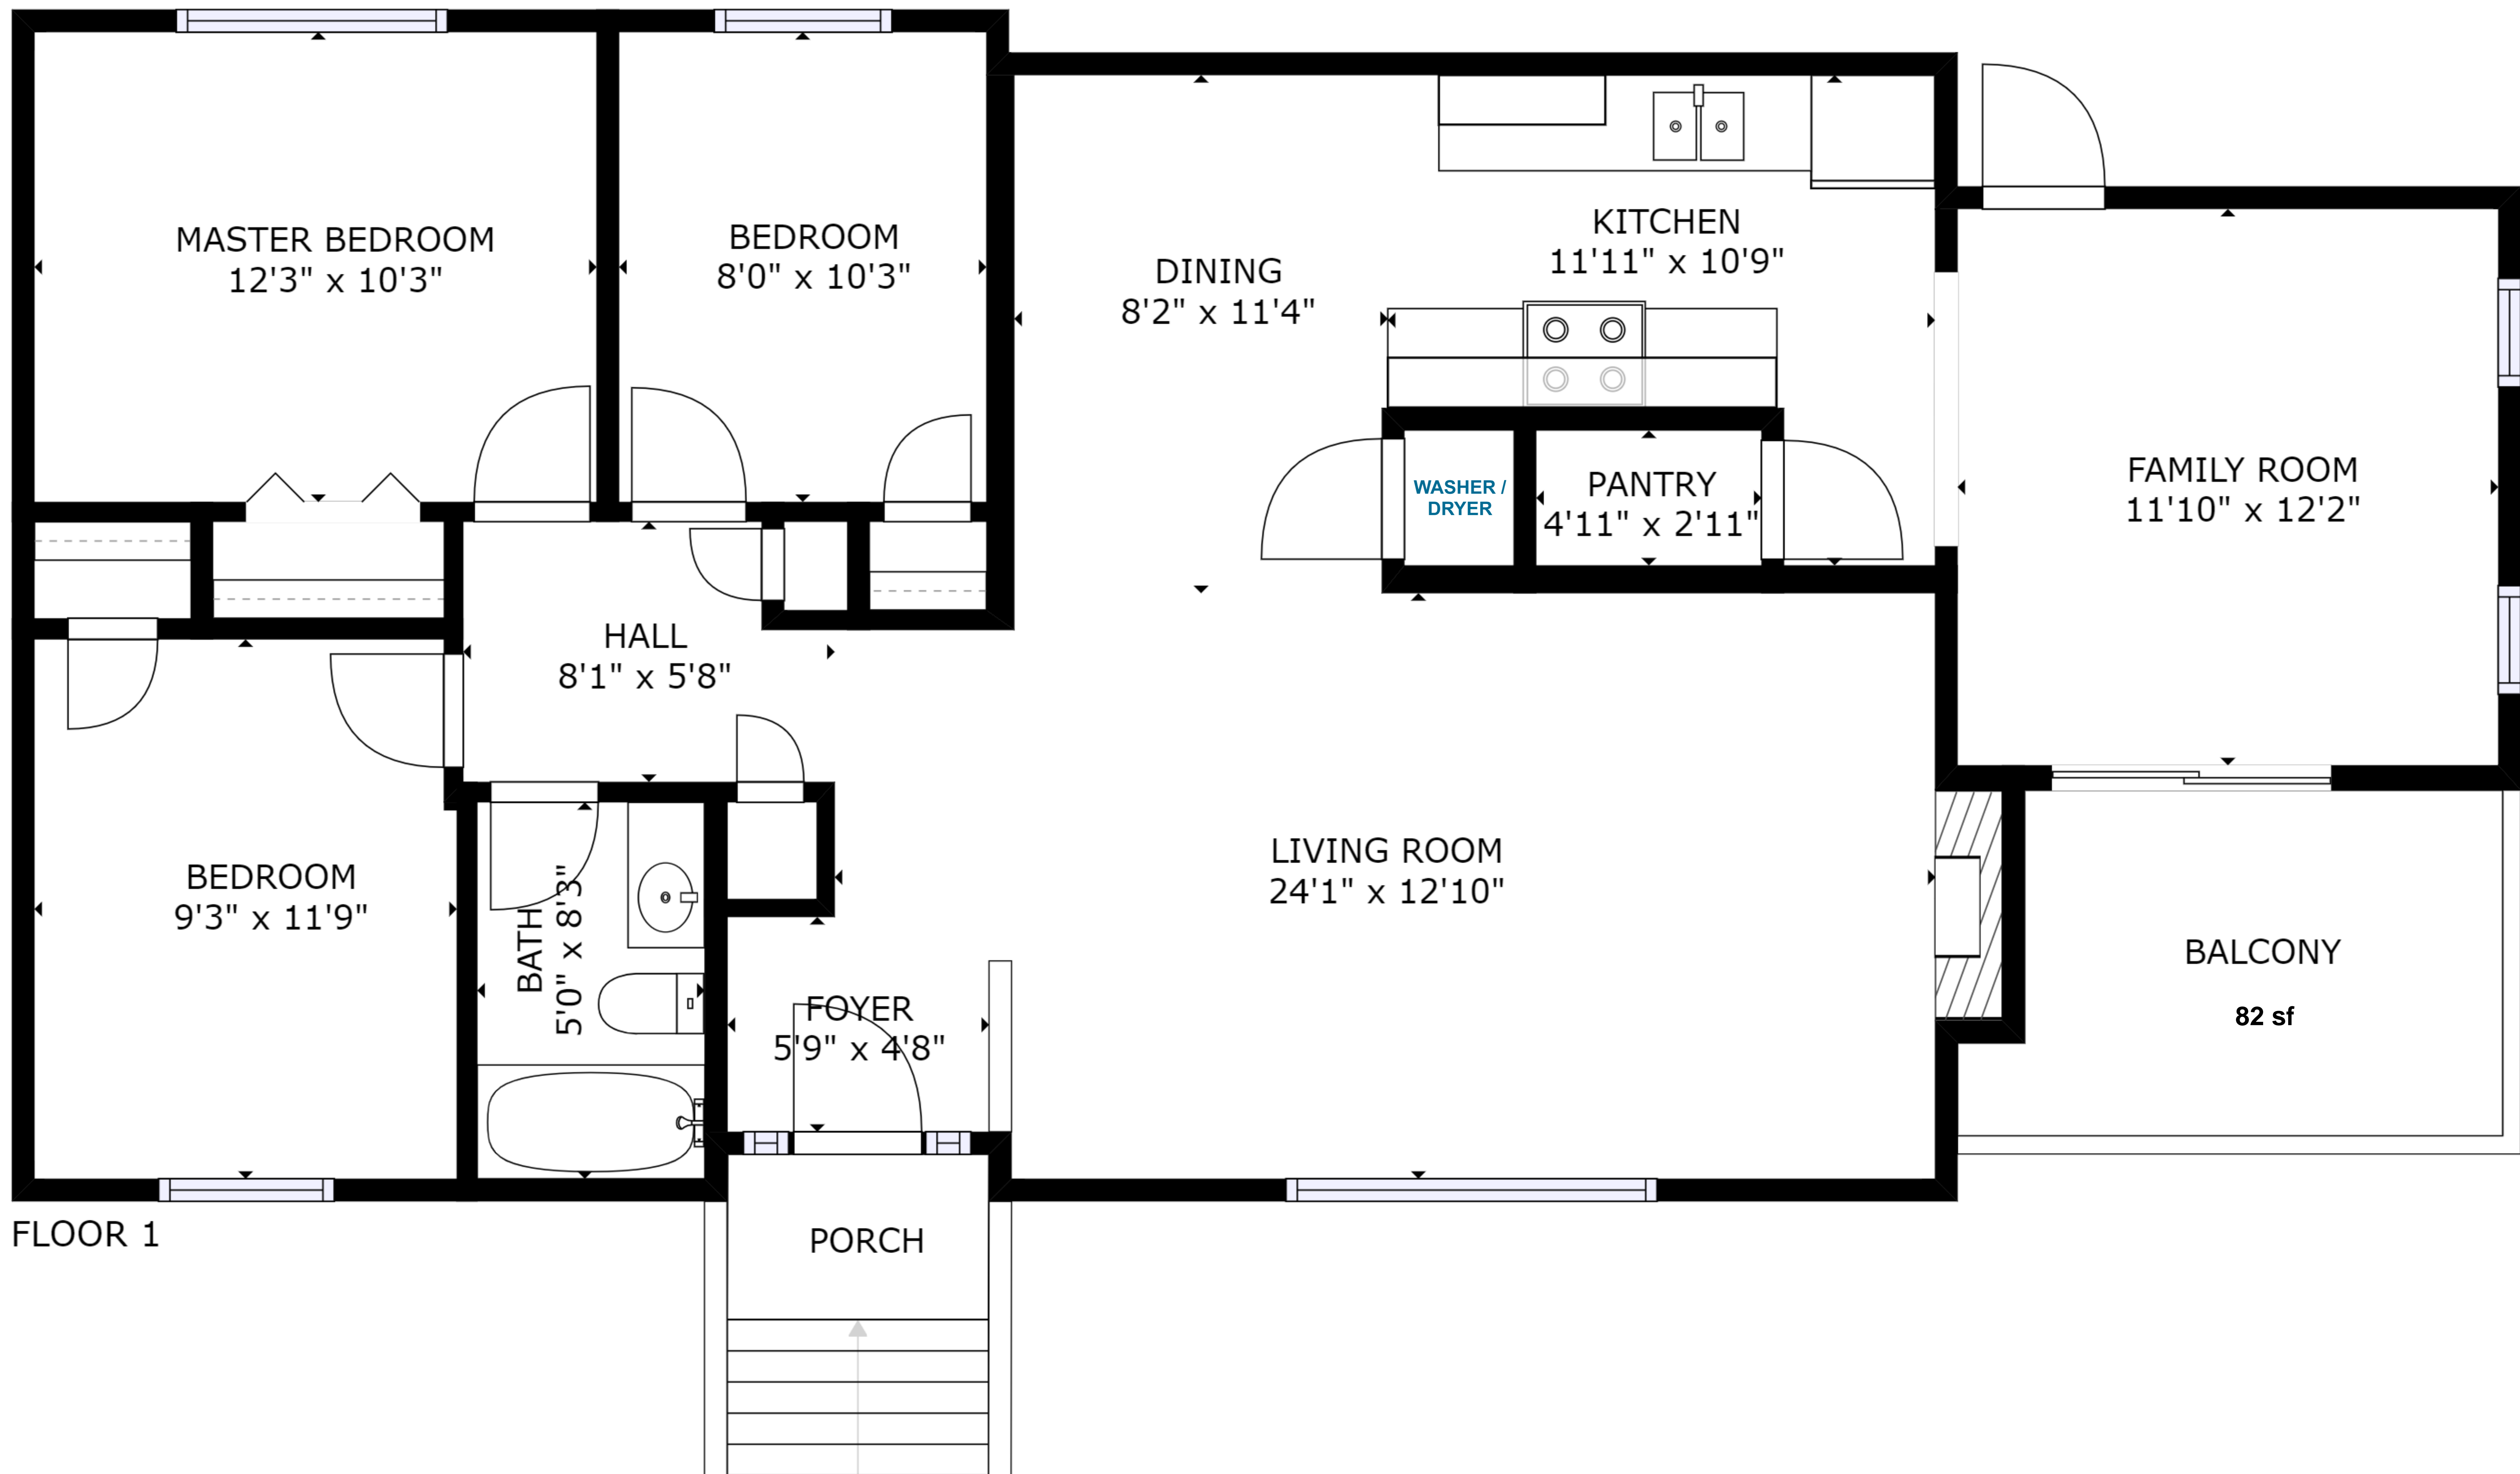 MASTER BEDROOM
12'3" x 10'3"
BEDROOM
8'0" x 10'3"
DINING
8'2" x 11'4"
KITCHEN
11'11" x 10'9"
WASHER /
DRYER
PANTRY
4'11" x 2'11"
FAMILY ROOM
11'10" x 12'2"
HALL
8'1" x 5'8"
BEDROOM
9'3" x 11'9"
BATH
5'0" x 8'3"
FOYER
5'9" x 4'8"
LIVING ROOM
24'1" x 12'10"
BALCONY
82 sf
PORCH
FLOOR 1